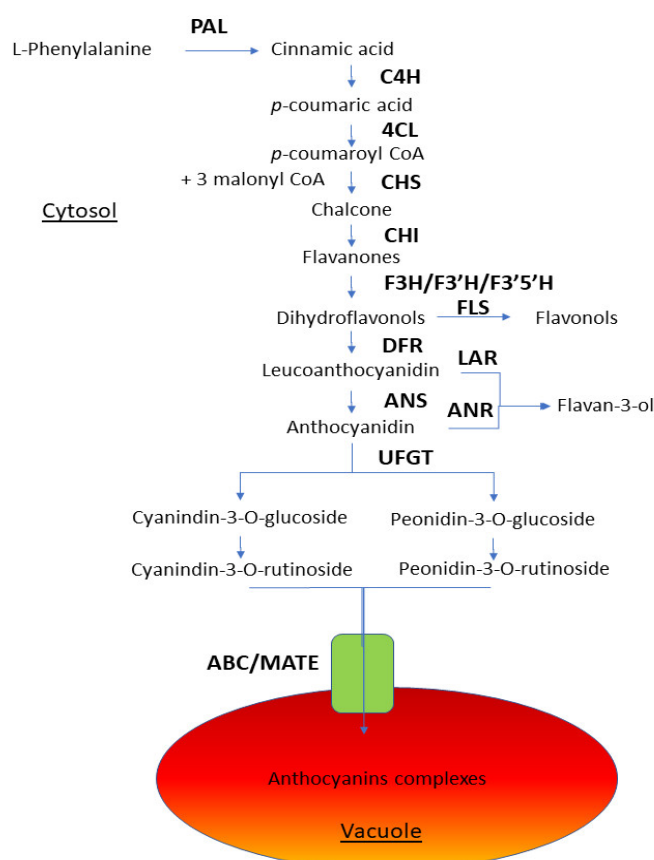 PAL
L-Phenylalanine Cinnamic acid
C4H
p-coumaric acid
4CL
p-coumaroyl CoA
+ 3 malonyl CoA CHS
Cytosol
Chalcone
CHI
Flavanones
F3H/F3’H/F3’5’H
FLS
Dihydroflavonols Flavonols
DFR LAR
Leucoanthocyanidin
ANS ANR Flavan-3-ol
Anthocyanidin
UFGT
Cyanindin-3-O-glucoside Peonidin-3-O-glucoside
Cyanindin-3-O-rutinoside Peonidin-3-O-rutinoside
ABC/MATE
Anthocyanins complexes
Vacuole